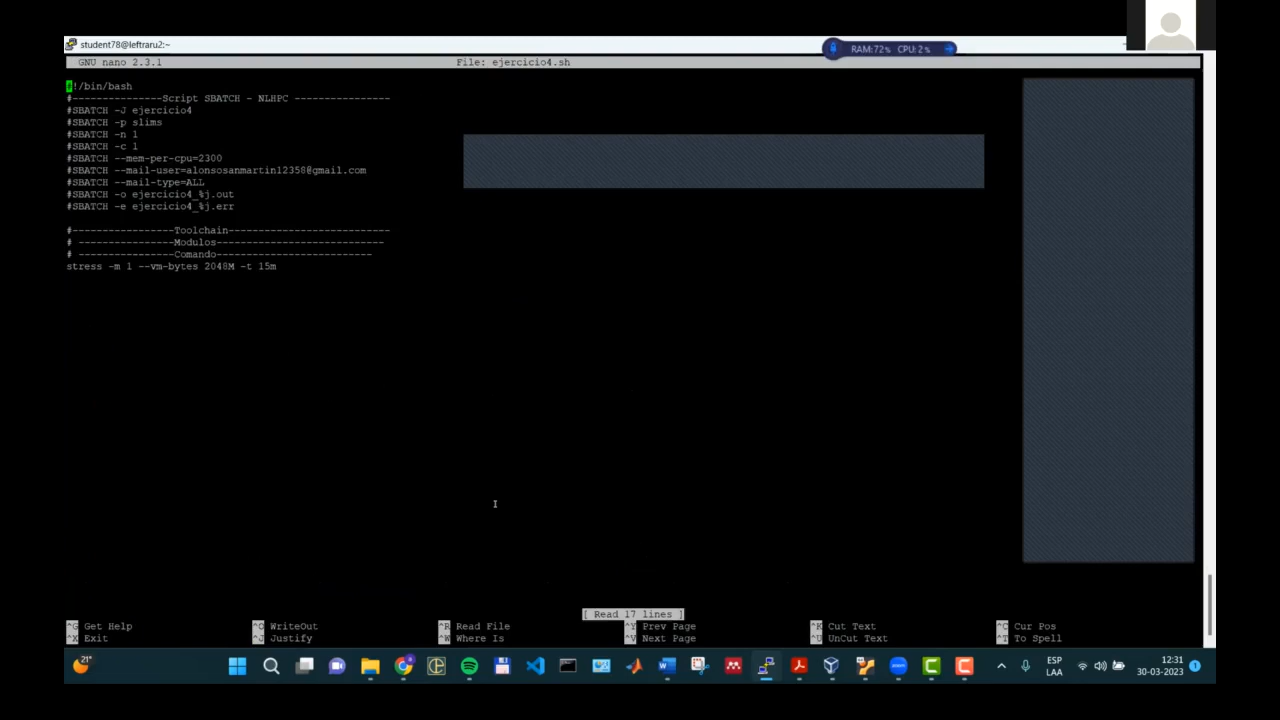 student78@leftraru2:~
RAM:72% CPU:2%
GNU nano 2.3.1 File: ejercicio4.sh
#!/bin/bash
#---------------Script SBATCH - NLHPC ----------------
#SBATCH -J ejercicio4
#SBATCH -p slims
#SBATCH -n 1
#SBATCH -c 1
#SBATCH --mem-per-cpu=2300
#SBATCH --mail-user=alonsosanmartin12358@gmail.com
#SBATCH --mail-type=ALL
#SBATCH -o ejercicio4_%j.out
#SBATCH -e ejercicio4_%j.err
#-----------------Toolchain---------------------------
# ----------------Modulos----------------------------
# ----------------Comando--------------------------
stress -m 1 --vm-bytes 2048M -t 15m
[ Read 17 lines ]
^G Get Help ^O WriteOut ^R Read File ^Y Prev Page ^K Cut Text ^C Cur Pos
^X Exit ^J Justify ^W Where Is ^V Next Page ^U UnCut Text ^T To Spell
21°
ESP
LAA
12:31
30-03-2023
1